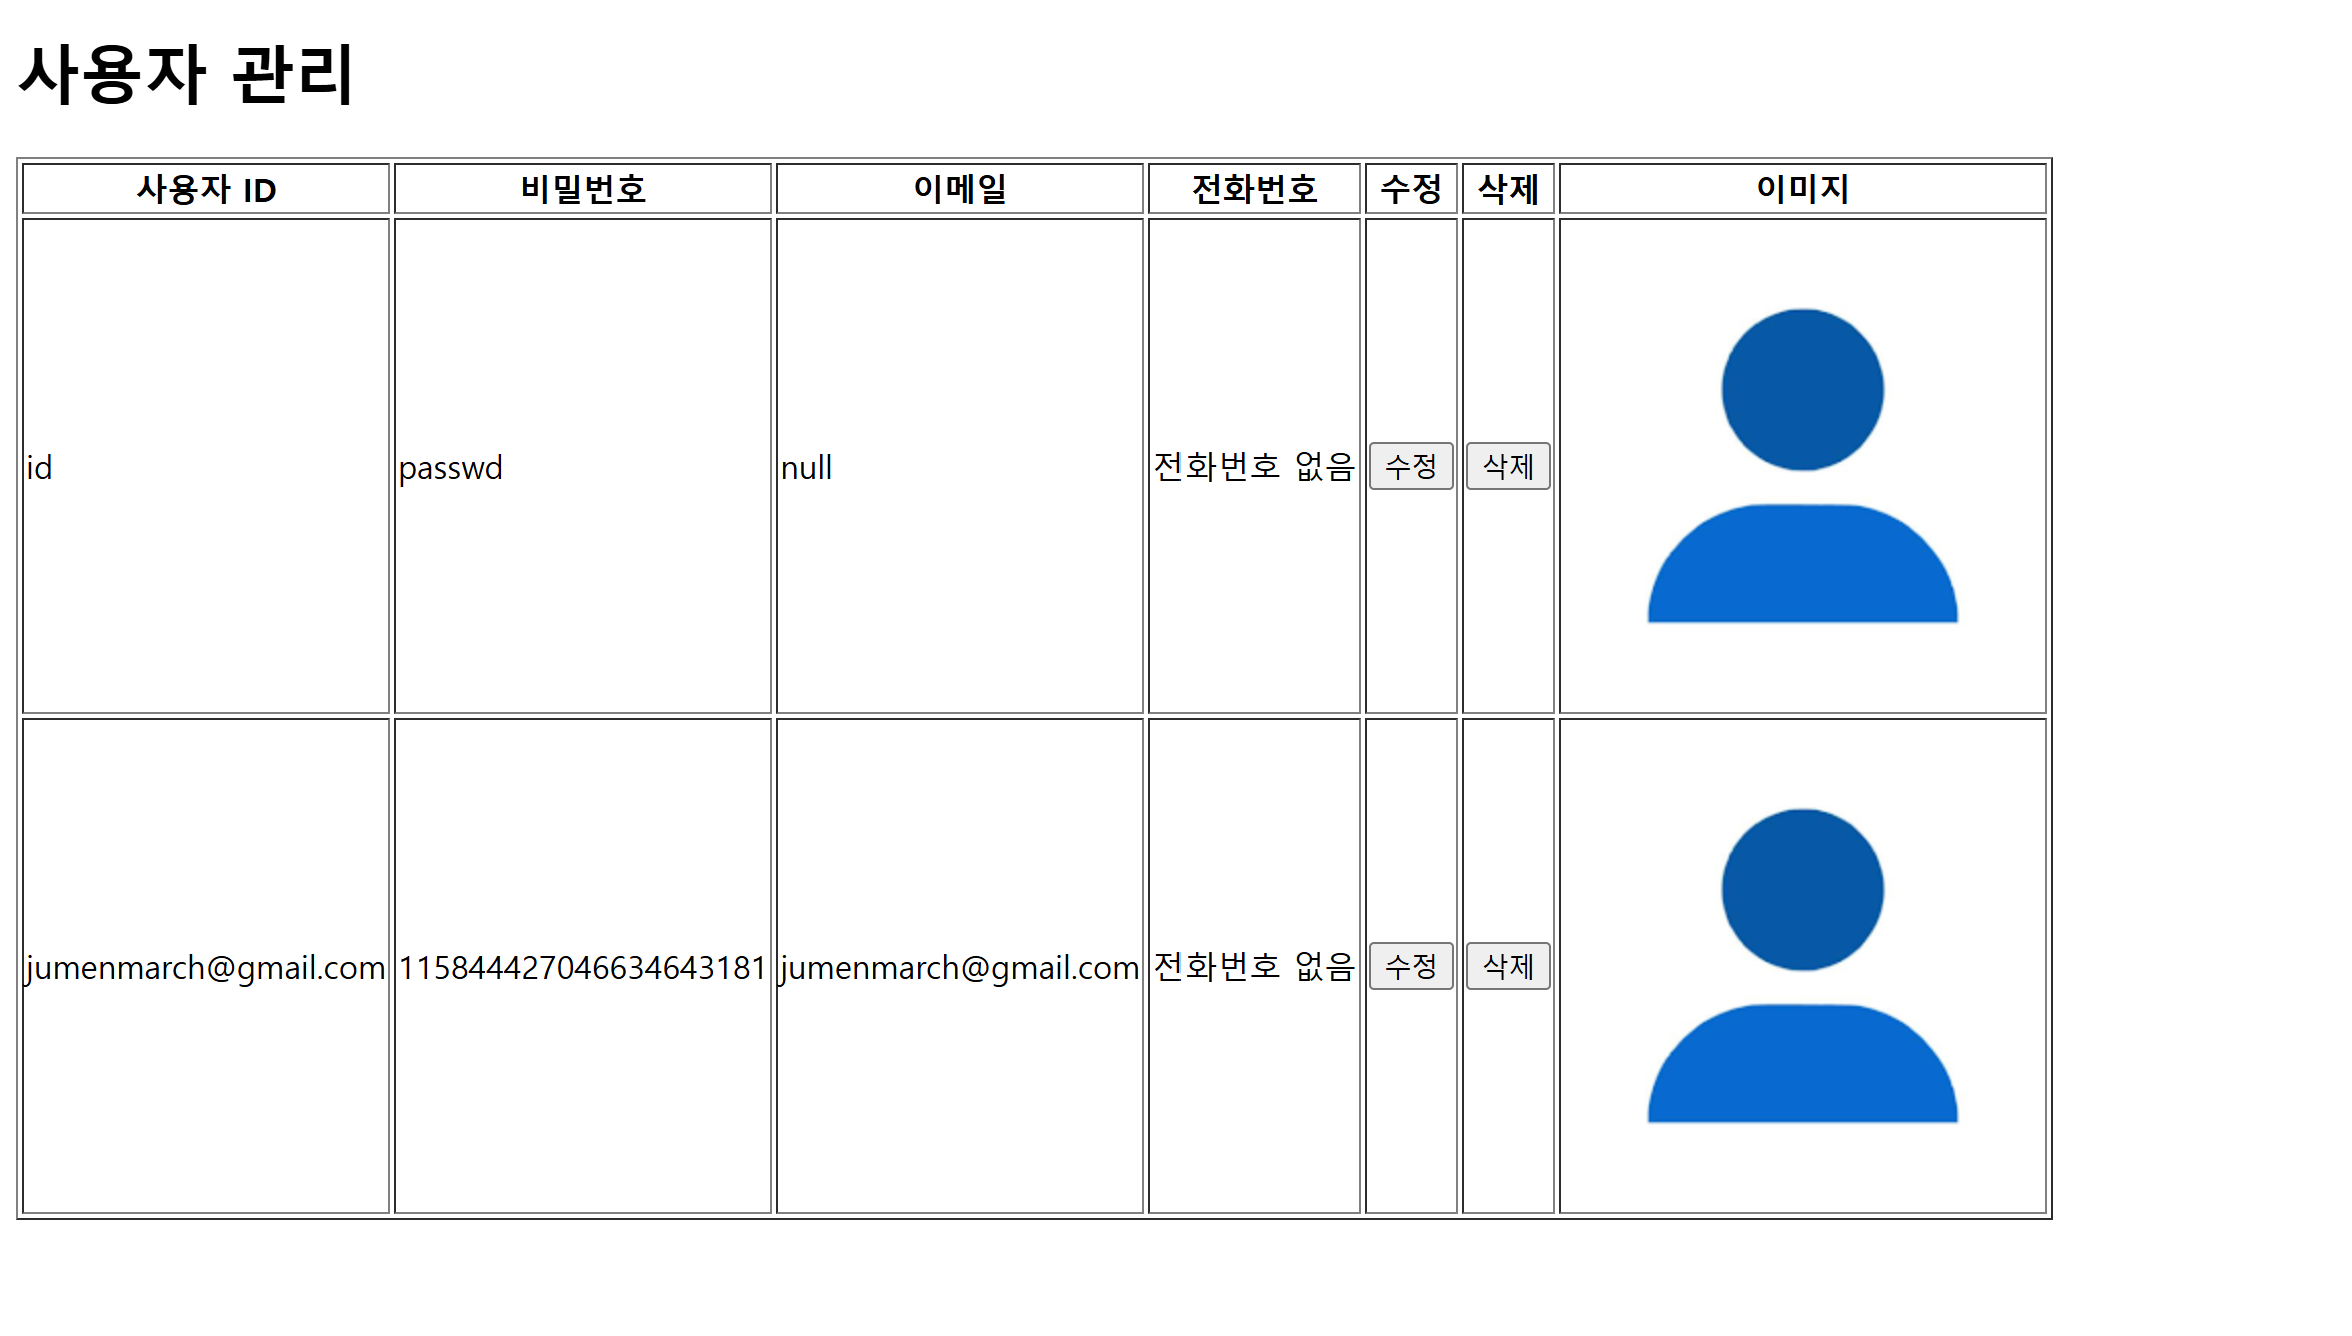 사용자 관리
사용자 ID 비밀번호 이메일 전화번호 수정 삭제 이미지
id passwd null 전화번호 없음 수정 삭제
jumenmarch@gmail.com 115844427046634643181 jumenmarch@gmail.com 전화번호 없음 수정 삭제